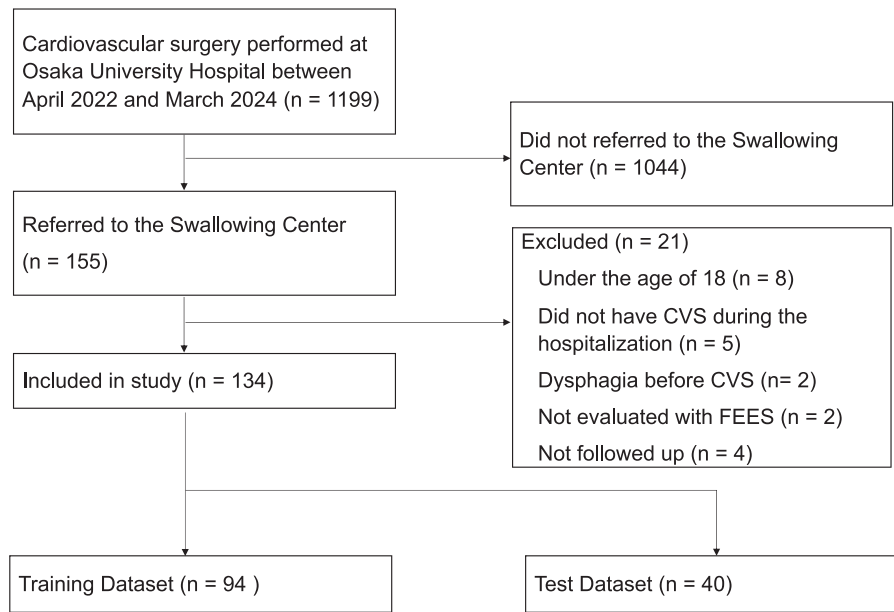 Cardiovascular surgery performed at
Osaka University Hospital between
April 2022 and March 2024 (n = 1199)
Did not referred to the Swallowing
Center (n = 1044)
Referred to the Swallowing Center
(n = 155)
Excluded (n = 21)
Under the age of 18 (n = 8)
Did not have CVS during the
hospitalization (n = 5)
Dysphagia before CVS (n= 2)
Not evaluated with FEES (n = 2)
Not followed up (n = 4)
Included in study (n = 134)
Training Dataset (n = 94 )
Test Dataset (n = 40)